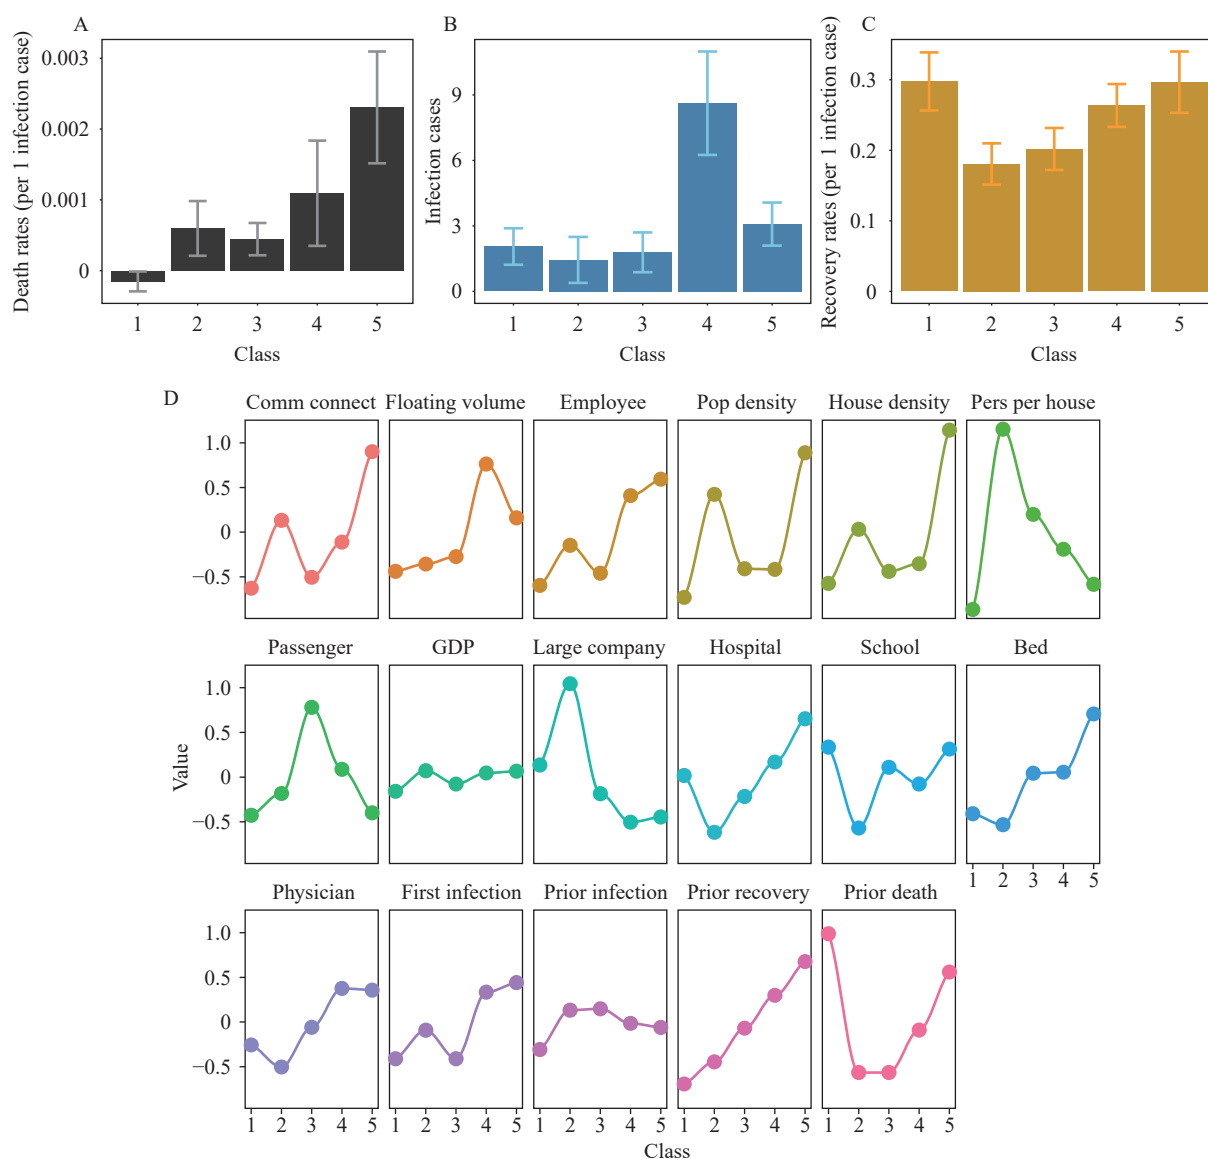 A
Death rates (per 1 infection case)
0.003
0.002
0.001
0
1 2 3 4 5
Class
B
Infection cases
9
6
3
0
1 2 3 4 5
Class
C
Recovery rates (per 1 infection case)
0.3
0.2
0.1
0
1 2 3 4 5
Class
D
Comm connect Floating volume Employee Pop density House density Pers per house
1.0
0.5
0
−0.5
Passenger GDP Large company Hospital School Bed
Value
1.0
0.5
0
−0.5
1 2 3 4 5
Physician First infection Prior infection Prior recovery Prior death
1.0
0.5
0
−0.5
1 2 3 4 5 1 2 3 4 5 1 2 3 4 5 1 2 3 4 5 1 2 3 4 5
Class